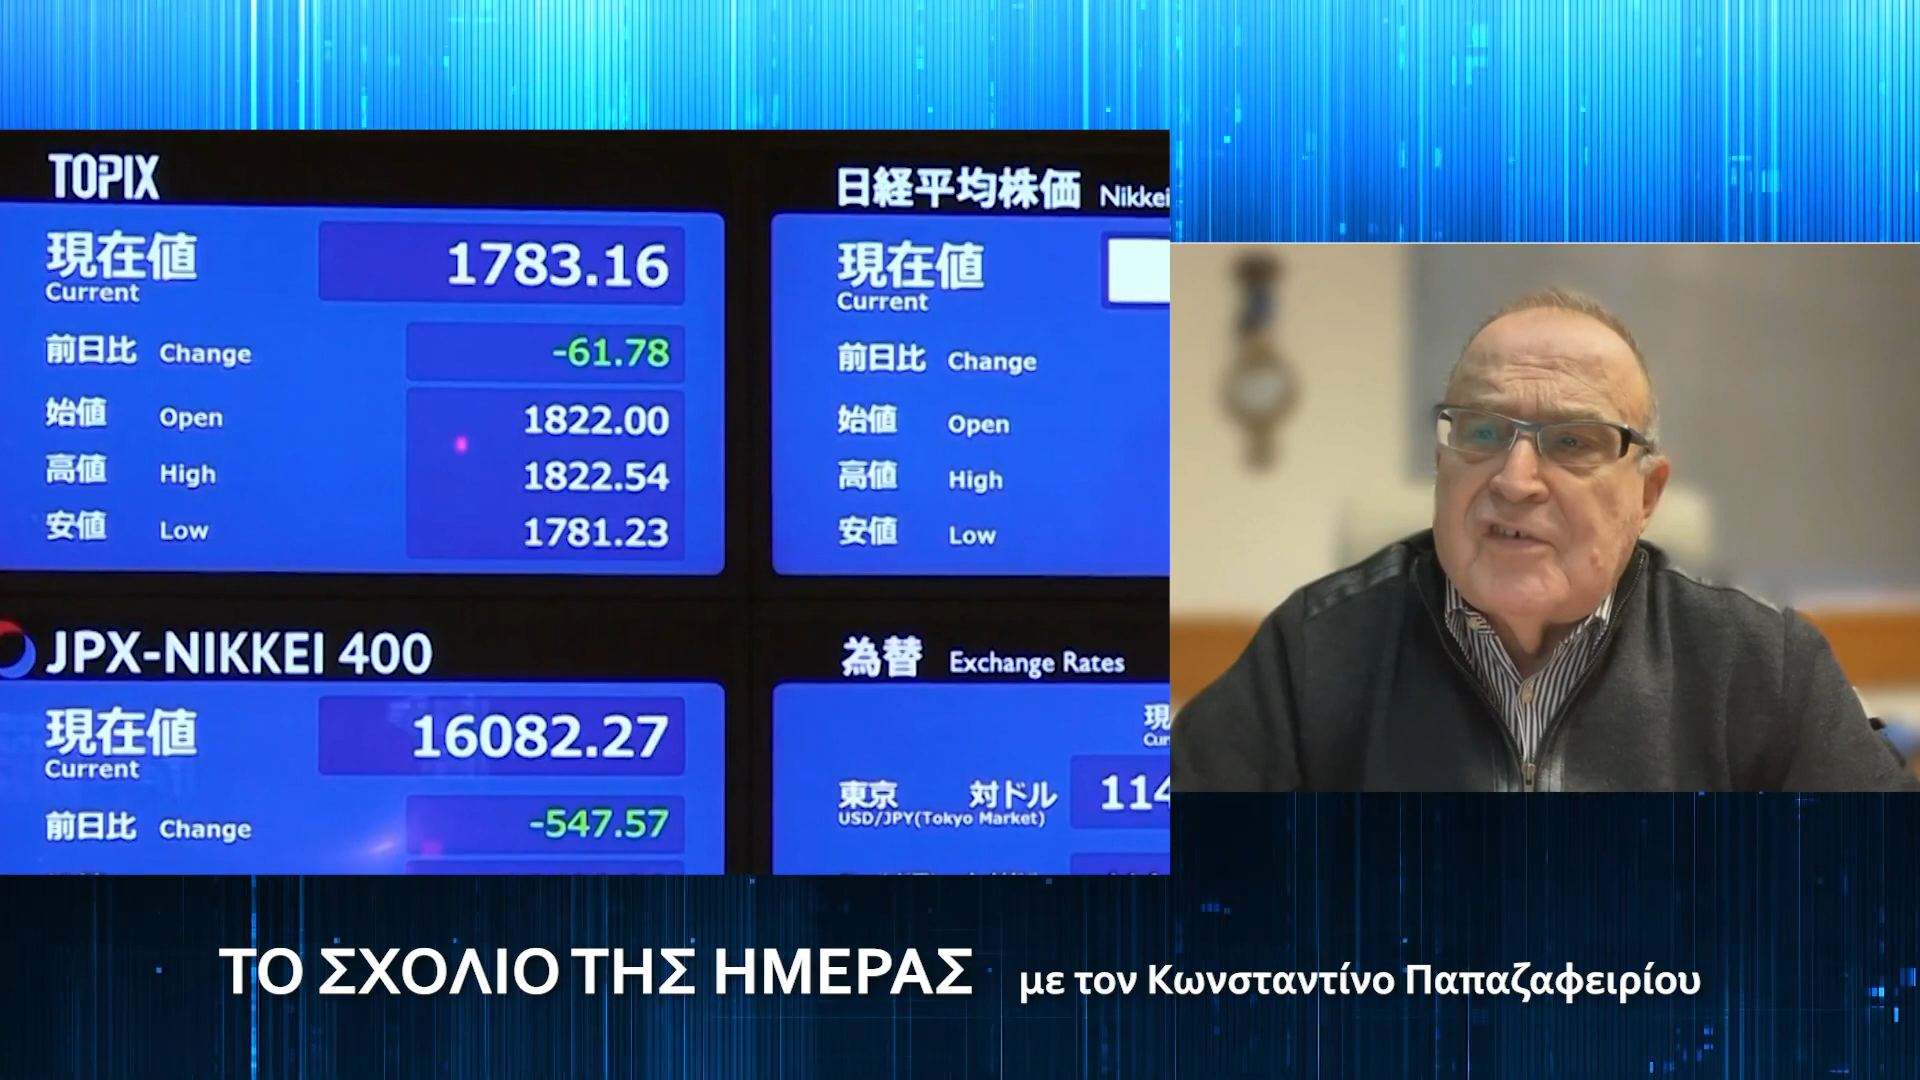 TOPIX
現在値 1783.16
Current
前日比 Change -61.78
始値 Open 1822.00
高値 High 1822.54
安値 Low 1781.23
日経平均株価 Nikkei
現在値
Current
前日比 Change
始値 Open
高値 High
安値 Low
JPX-NIKKEI 400
現在値 16082.27
Current
前日比 Change -547.57
為替 Exchange Rates
現
Cur
東京 対ドル 114
USD/JPY(Tokyo Market)
ΤΟ ΣΧΟΛΙΟ ΤΗΣ ΗΜΕΡΑΣ με τον Κωνσταντίνο Παπαζαφειρίου